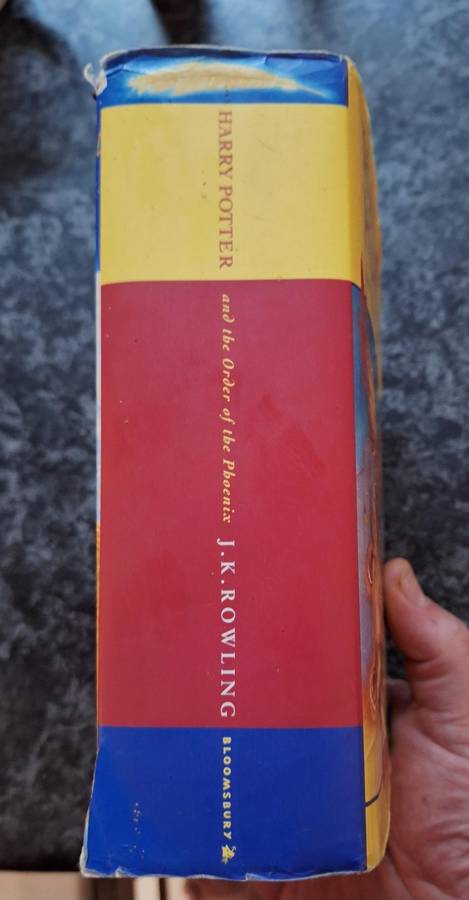 HARRY POTTER
and the Order of the Phoenix
J.K.ROWLING
BLOOMSBURY